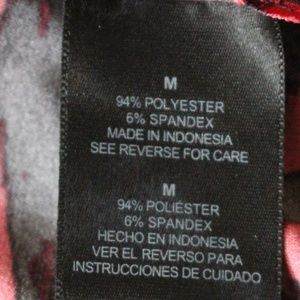 M
94% POLYESTER
6% SPANDEX
MADE IN INDONESIA
SEE REVERSE FOR CARE
M
94% POLIÉSTER
6% SPANDEX
HECHO EN INDONESIA
VER EL REVERSO PARA
INSTRUCCIONES DE CUIDADO